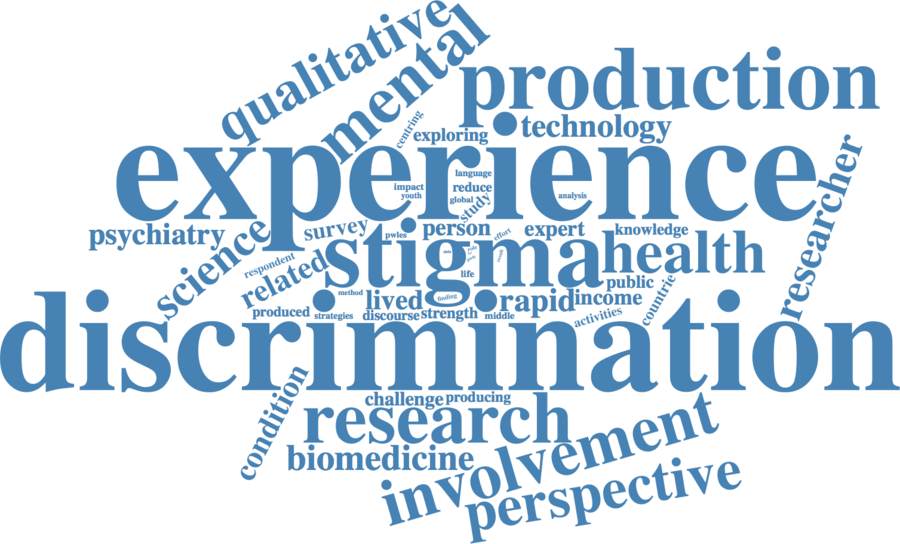 qualitative
mental
production
centring
exploring
technology
experience
language
impact
youth
reduce
global
study
analysis
researcher
psychiatry
science
survey
pwles
person
effort
expert
knowledge
stigma
health
respondent
related
life
public
countrie
method
lived
finding
rapid
income
produced
strategies
discourse
strength
middle
activities
discrimination
condition
challenge
producing
research
biomedicine
involvement
perspective